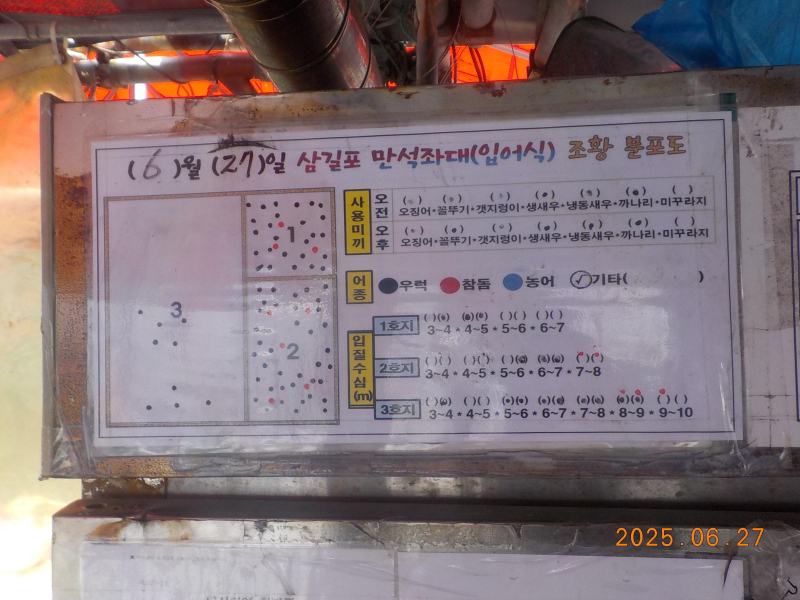 (6)월 (27)일 삼길포 만석좌대(입어식) 조황 분포도
1
2
3
사용미끼
오전
오징어•꼴뚜기•갯지렁이•생새우•냉동새우•까나리•미꾸라지
오후
오징어•꼴뚜기•갯지렁이•생새우•냉동새우•까나리•미꾸라지
어종 우럭 참돔 농어 기타( )
입질수심(m)
1호지
3~4 * 4~5 * 5~6 * 6~7
2호지
3~4 * 4~5 * 5~6 * 6~7 * 7~8
3호지
3~4 * 4~5 * 5~6 * 6~7 * 7~8 * 8~9 * 9~10
2025.06.27